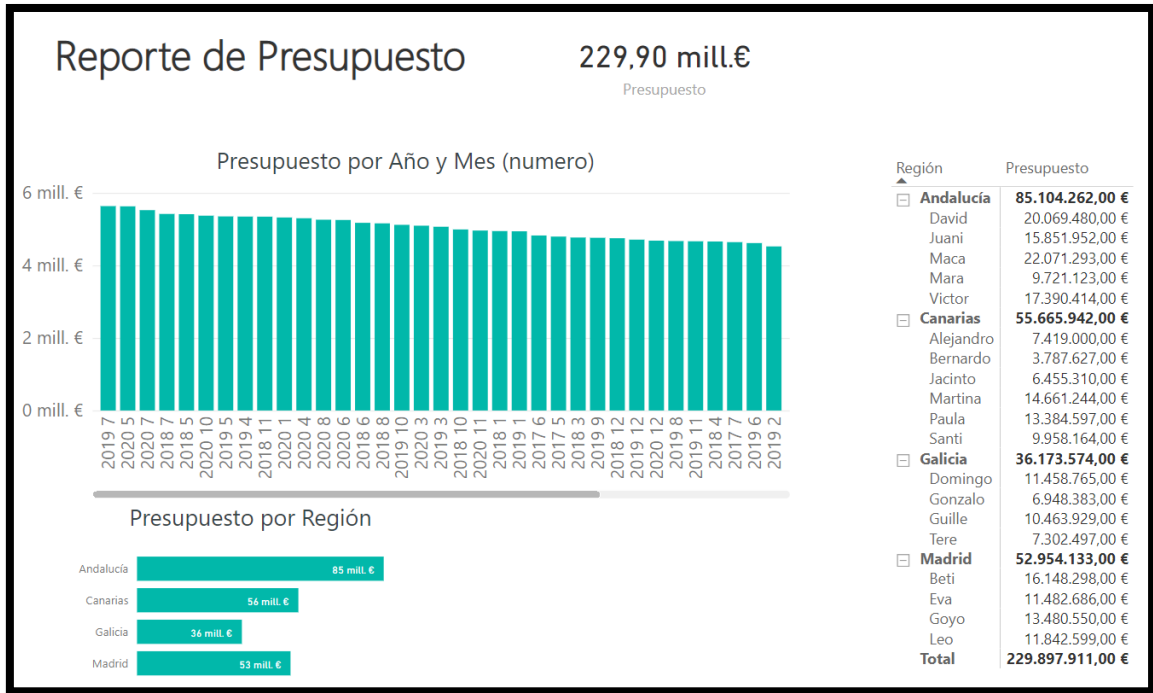 Reporte de Presupuesto
229,90 mill.€
Presupuesto
Presupuesto por Año y Mes (numero)
6 mill. €
4 mill. €
2 mill. €
0 mill. €
2019 7
2020 5
2020 7
2018 7
2018 5
2020 10
2019 5
2019 4
2018 11
2020 1
2020 4
2020 8
2020 6
2018 6
2018 8
2019 10
2020 3
2019 3
2018 10
2020 11
2018 1
2019 1
2017 6
2017 5
2018 3
2019 9
2018 12
2019 12
2020 12
2019 8
2019 11
2018 4
2017 7
2019 6
2019 2
Presupuesto por Región
Andalucía 85 mill. €
Canarias 56 mill. €
Galicia 36 mill. €
Madrid 53 mill. €
Región Presupuesto
Andalucía 85.104.262,00 €
David 20.069.480,00 €
Juani 15.851.952,00 €
Maca 22.071.293,00 €
Mara 9.721.123,00 €
Victor 17.390.414,00 €
Canarias 55.665.942,00 €
Alejandro 7.419.000,00 €
Bernardo 3.787.627,00 €
Jacinto 6.455.310,00 €
Martina 14.661.244,00 €
Paula 13.384.597,00 €
Santi 9.958.164,00 €
Galicia 36.173.574,00 €
Domingo 11.458.765,00 €
Gonzalo 6.948.383,00 €
Guille 10.463.929,00 €
Tere 7.302.497,00 €
Madrid 52.954.133,00 €
Beti 16.148.298,00 €
Eva 11.482.686,00 €
Goyo 13.480.550,00 €
Leo 11.842.599,00 €
Total 229.897.911,00 €